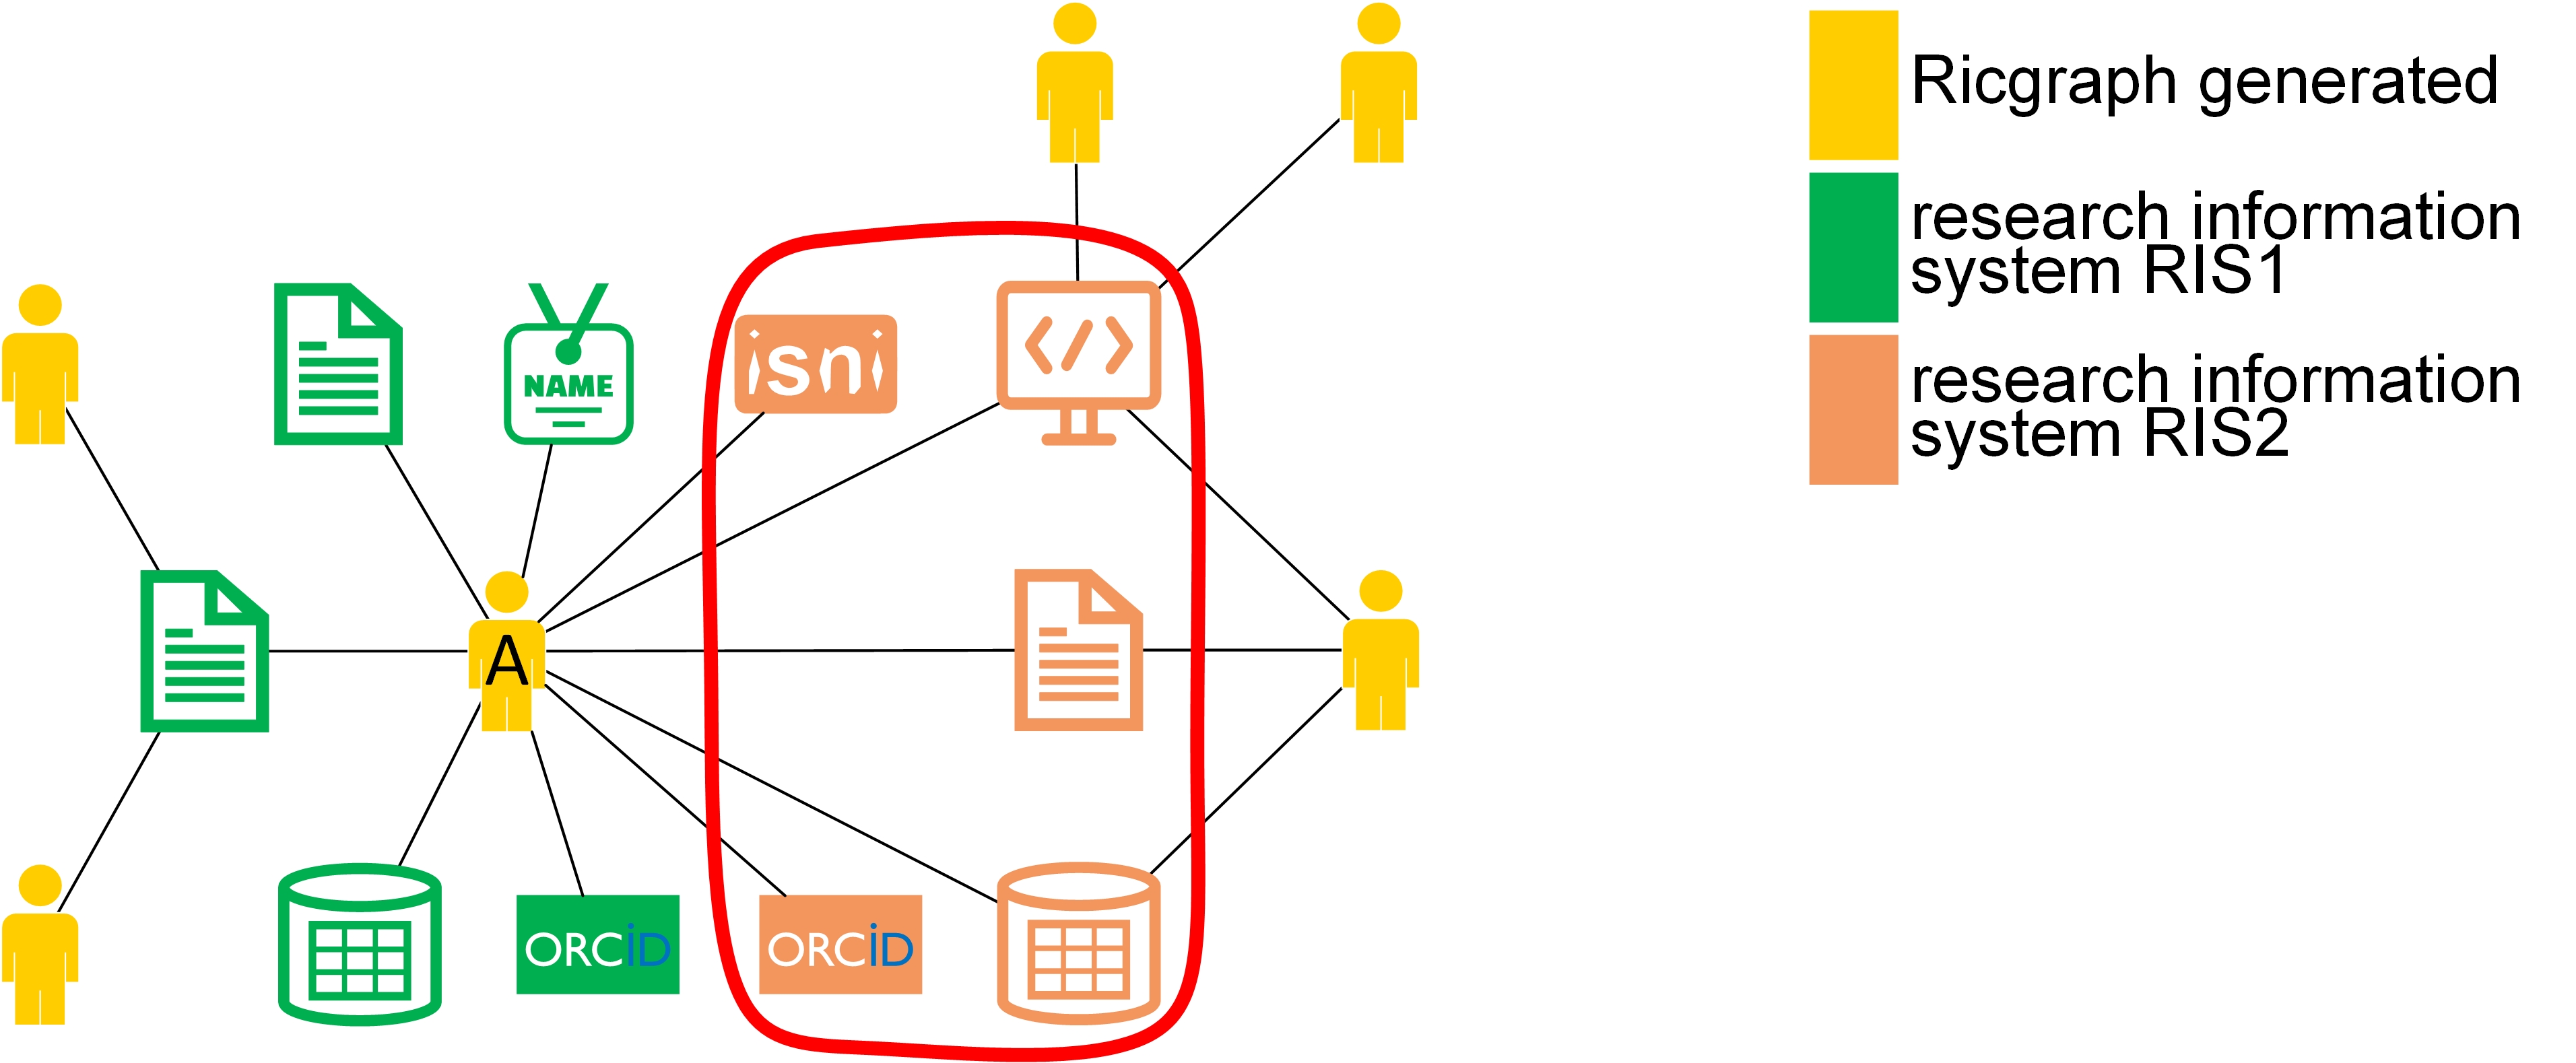 Ricgraph generated
research information
system RIS1
research information
system RIS2
NAME
isni
</>
A
ORCiD
ORCiD